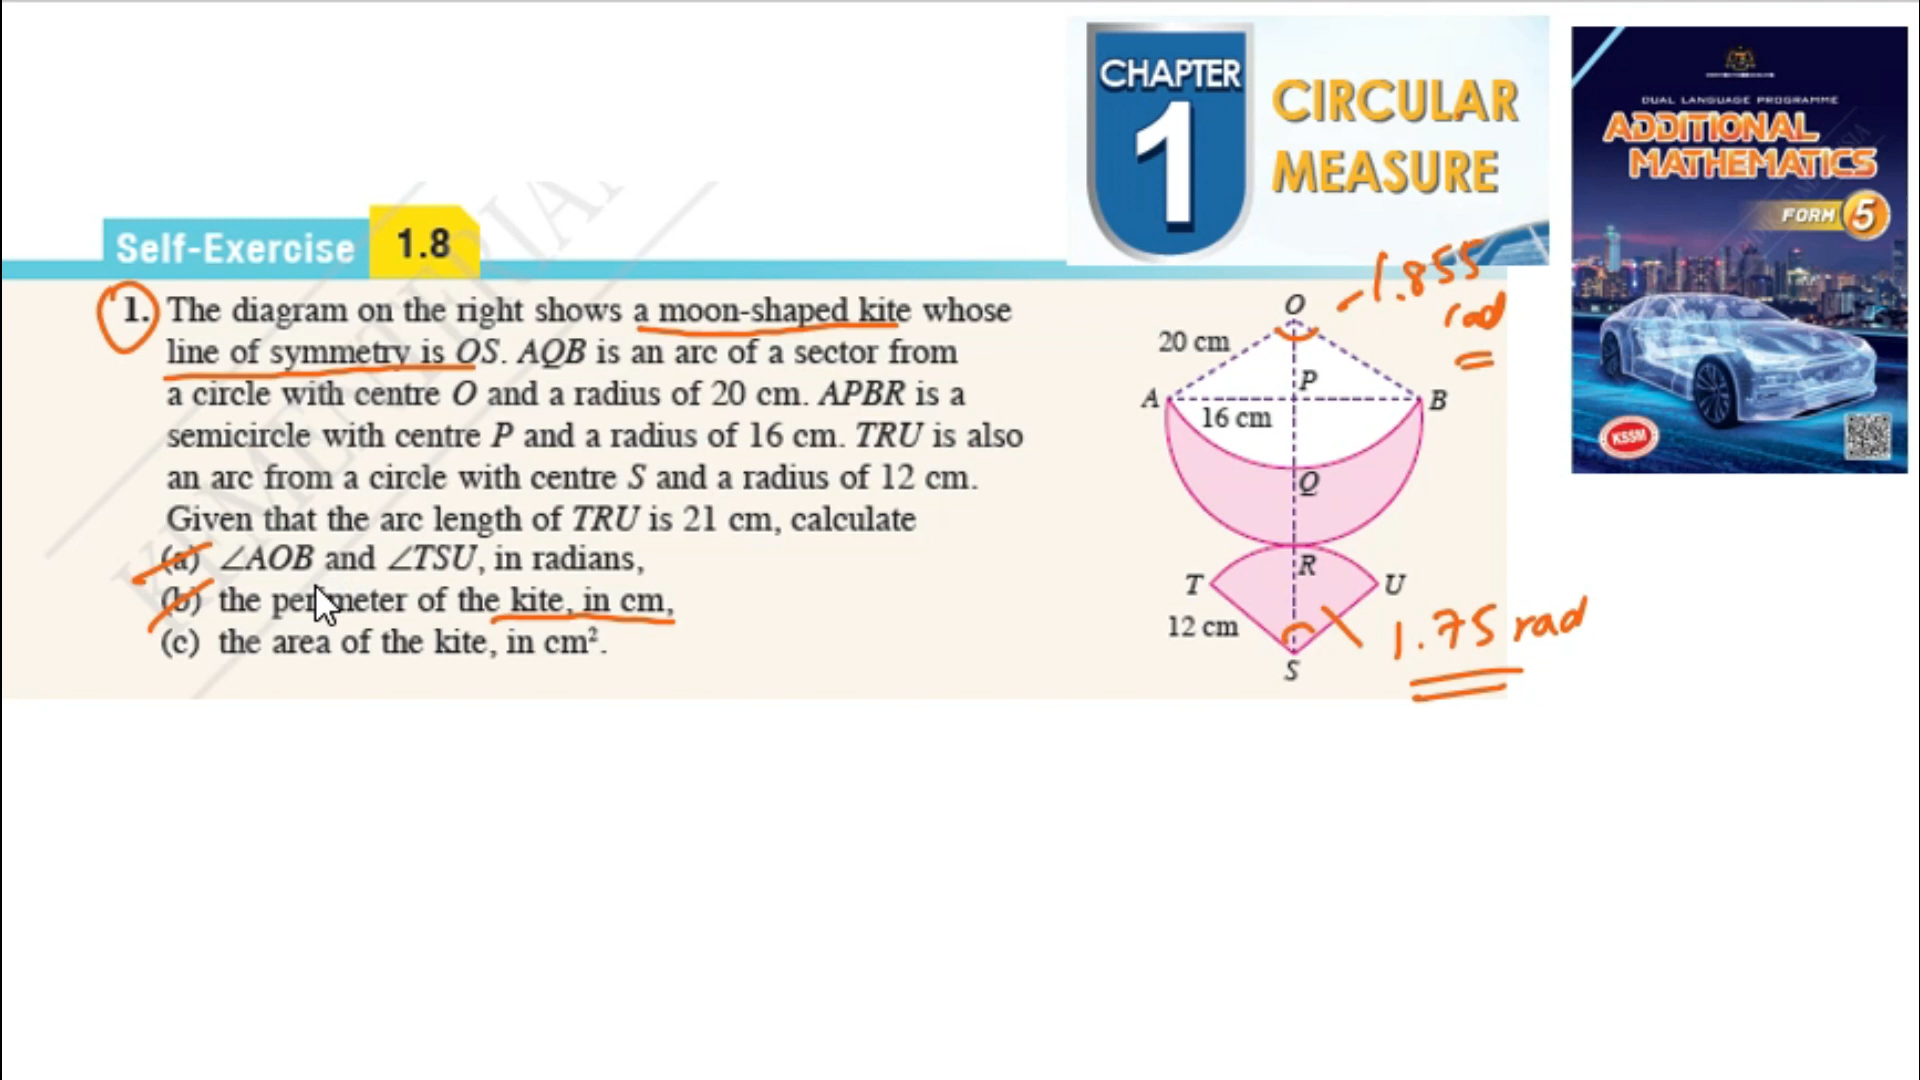 CHAPTER
1
CIRCULAR
MEASURE
DUAL LANGUAGE PROGRAMME
ADDITIONAL
MATHEMATICS
FORM 5
KSSM
Self-Exercise 1.8
1. The diagram on the right shows a moon-shaped kite whose
line of symmetry is OS. AQB is an arc of a sector from
a circle with centre O and a radius of 20 cm. APBR is a
semicircle with centre P and a radius of 16 cm. TRU is also
an arc from a circle with centre S and a radius of 12 cm.
Given that the arc length of TRU is 21 cm, calculate
(a) ∠AOB and ∠TSU, in radians,
(b) the perimeter of the kite, in cm,
(c) the area of the kite, in cm².
1.855
rad
O
20 cm
P
A
B
16 cm
Q
R
T
U
12 cm
1.75 rad
S